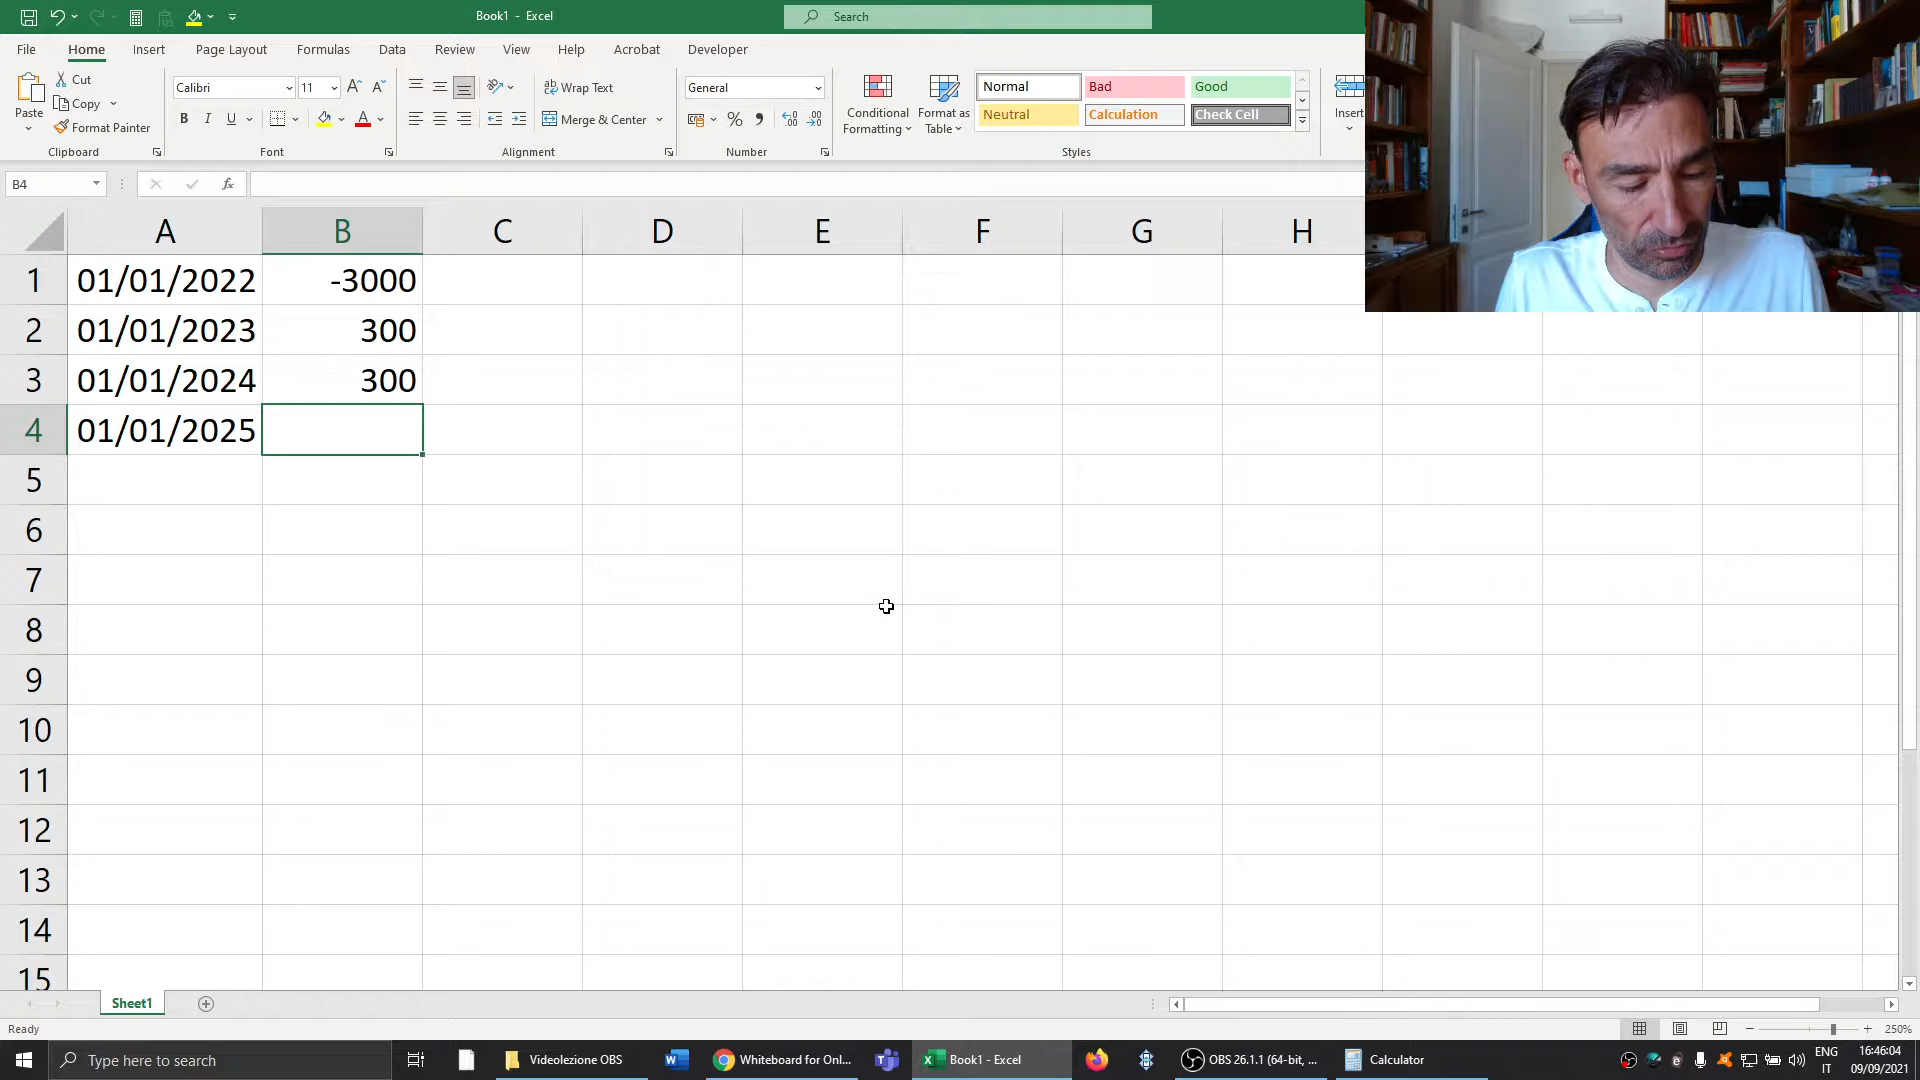 Book1 - Excel
Search
File Home Insert Page Layout Formulas Data Review View Help Acrobat Developer
Paste
Cut
Copy
Format Painter
Clipboard
Calibri 11
B I U
Font
Wrap Text
Merge & Center
Alignment
General
Number
Conditional Formatting
Format as Table
Normal Bad Good
Neutral Calculation Check Cell
Styles
Insert
B4
fx
A B C D E F G H
1 01/01/2022 -3000
2 01/01/2023 300
3 01/01/2024 300
4 01/01/2025
5
6
7
8
9
10
11
12
13
14
15
Sheet1
Ready
250%
Type here to search
Videolezione OBS
Whiteboard for Onl...
Book1 - Excel
OBS 26.1.1 (64-bit, ...
Calculator
ENG
IT
16:46:04
09/09/2021